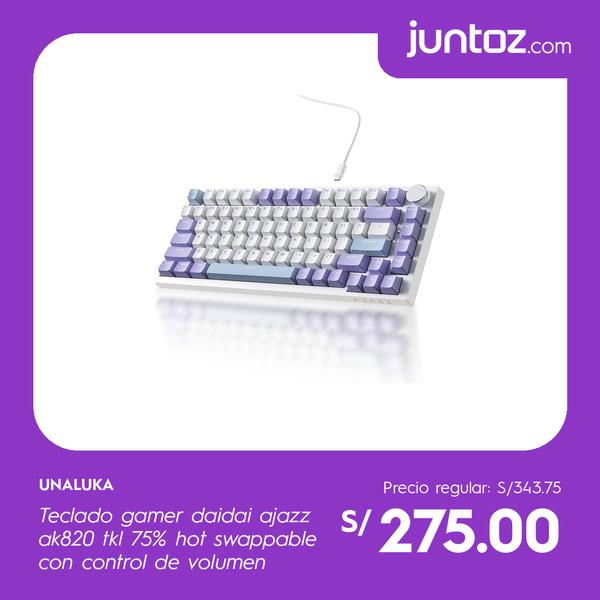 juntoz.com
UNALUKA
Teclado gamer daidai ajazz
ak820 tkl 75% hot swappable
con control de volumen
Precio regular: S/343.75
S/275.00